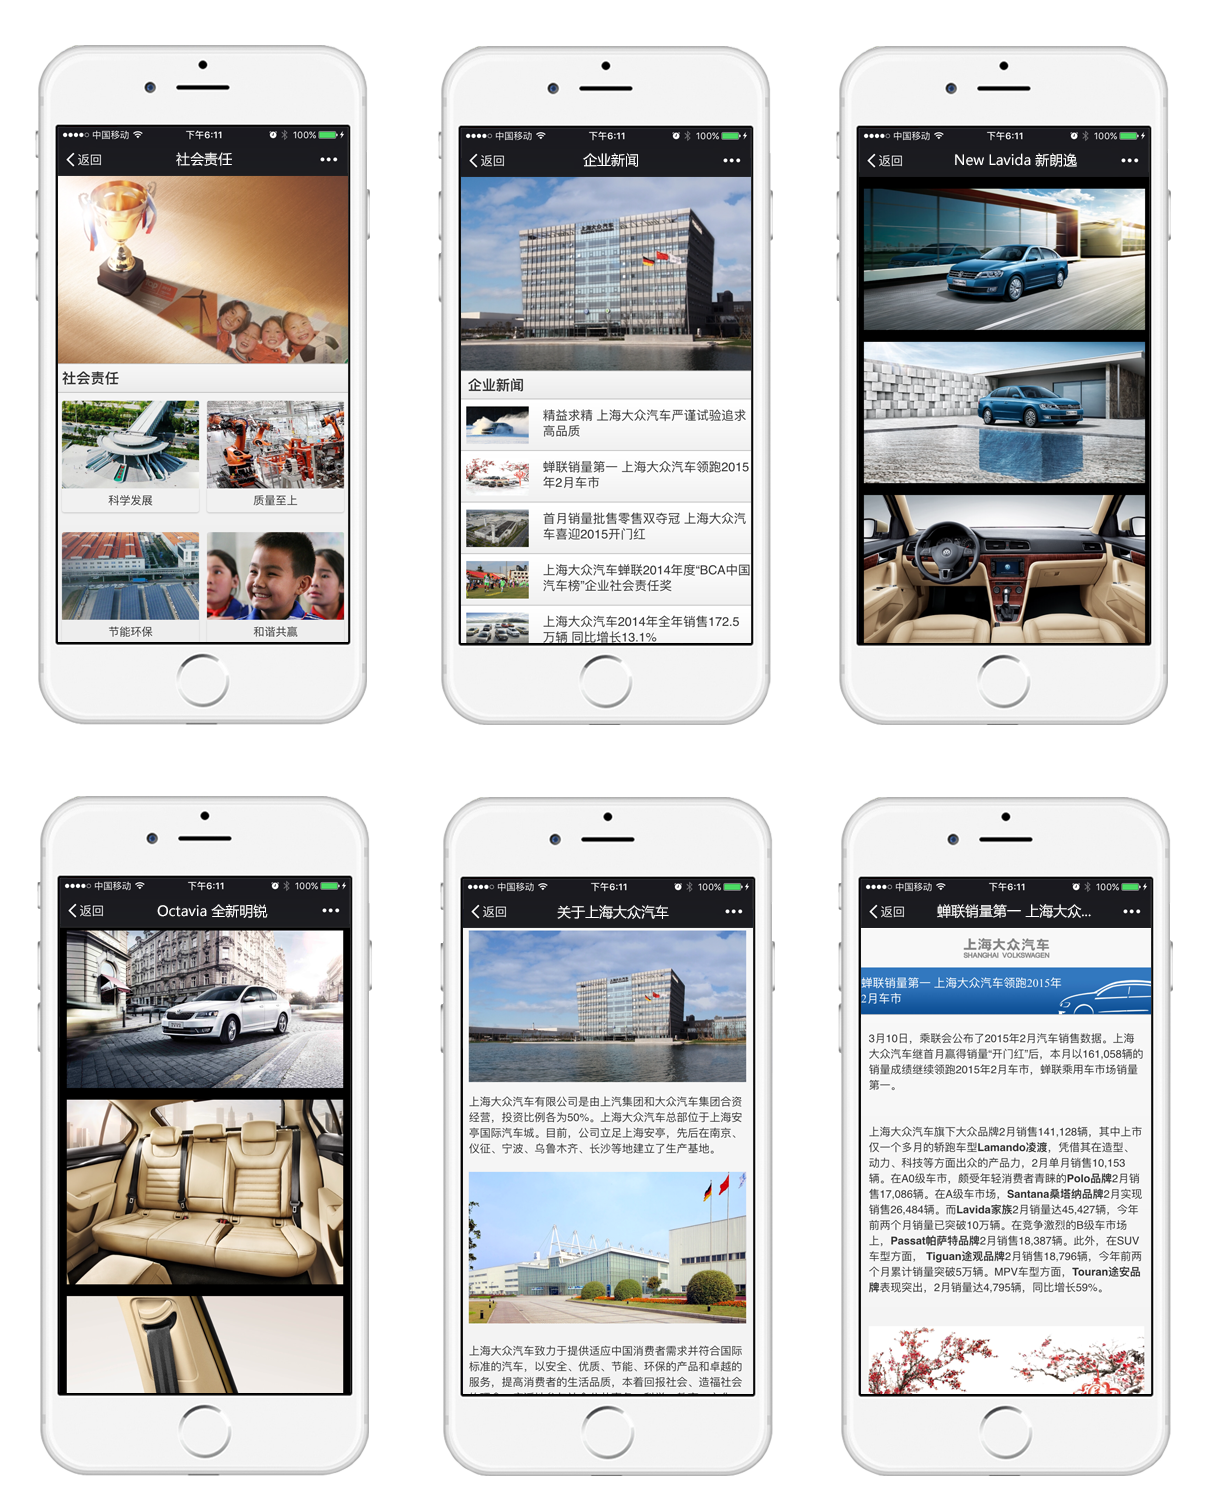 中国移动 下午6:11 100%
返回 社会责任
社会责任
科学发展 质量至上
节能环保 和谐共赢
中国移动 下午6:11 100%
返回 企业新闻
上海大众汽车
企业新闻
精益求精 上海大众汽车严谨试验追求
高品质
蝉联销量第一 上海大众汽车领跑2015
年2月车市
首月销量批售零售双夺冠 上海大众汽
车喜迎2015开门红
上海大众汽车蝉联2014年度“BCA中国
汽车榜”企业社会责任奖
上海大众汽车2014年全年销售172.5
万辆 同比增长13.1%
中国移动 下午6:11 100%
返回 New Lavida 新朗逸
中国移动 下午6:11 100%
返回 Octavia 全新明锐
中国移动 下午6:11 100%
返回 关于上海大众汽车
上海大众汽车有限公司是由上汽集团和大众汽车集团合资
经营，投资比例各为50%。上海大众汽车总部位于上海安
亭国际汽车城。目前，公司立足上海安亭，先后在南京、
仪征、宁波、乌鲁木齐、长沙等地建立了生产基地。
上海大众汽车致力于提供适应中国消费者需求并符合国际
标准的汽车，以安全、优质、节能、环保的产品和卓越的
服务，提高消费者的生活品质，本着回报社会、造福社会
中国移动 下午6:11 100%
返回 蝉联销量第一 上海大众...
上海大众汽车
SHANGHAI VOLKSWAGEN
蝉联销量第一 上海大众汽车领跑2015年
2月车市
3月10日，乘联会公布了2015年2月汽车销售数据。上海
大众汽车继首月赢得销量“开门红”后，本月以161,058辆的
销量成绩继续领跑2015年2月车市，蝉联乘用车市场销量
第一。
上海大众汽车旗下大众品牌2月销售141,128辆，其中上市
仅一个多月的轿跑车型Lamando凌渡，凭借其在造型、
动力、科技等方面出众的产品力，2月单月销售10,153
辆。在A0级车市，颇受年轻消费者青睐的Polo品牌2月销
售17,086辆。在A级车市场，Santana桑塔纳品牌2月实现
销售26,484辆。而Lavida家族2月销量达45,427辆，今年
前两个月销量已突破10万辆。在竞争激烈的B级车市场
上，Passat帕萨特品牌2月销售18,387辆。此外，在SUV
车型方面， Tiguan途观品牌2月销售18,796辆，今年前两
个月累计销量突破5万辆。MPV车型方面，Touran途安品
牌表现突出，2月销量达4,795辆，同比增长59%。